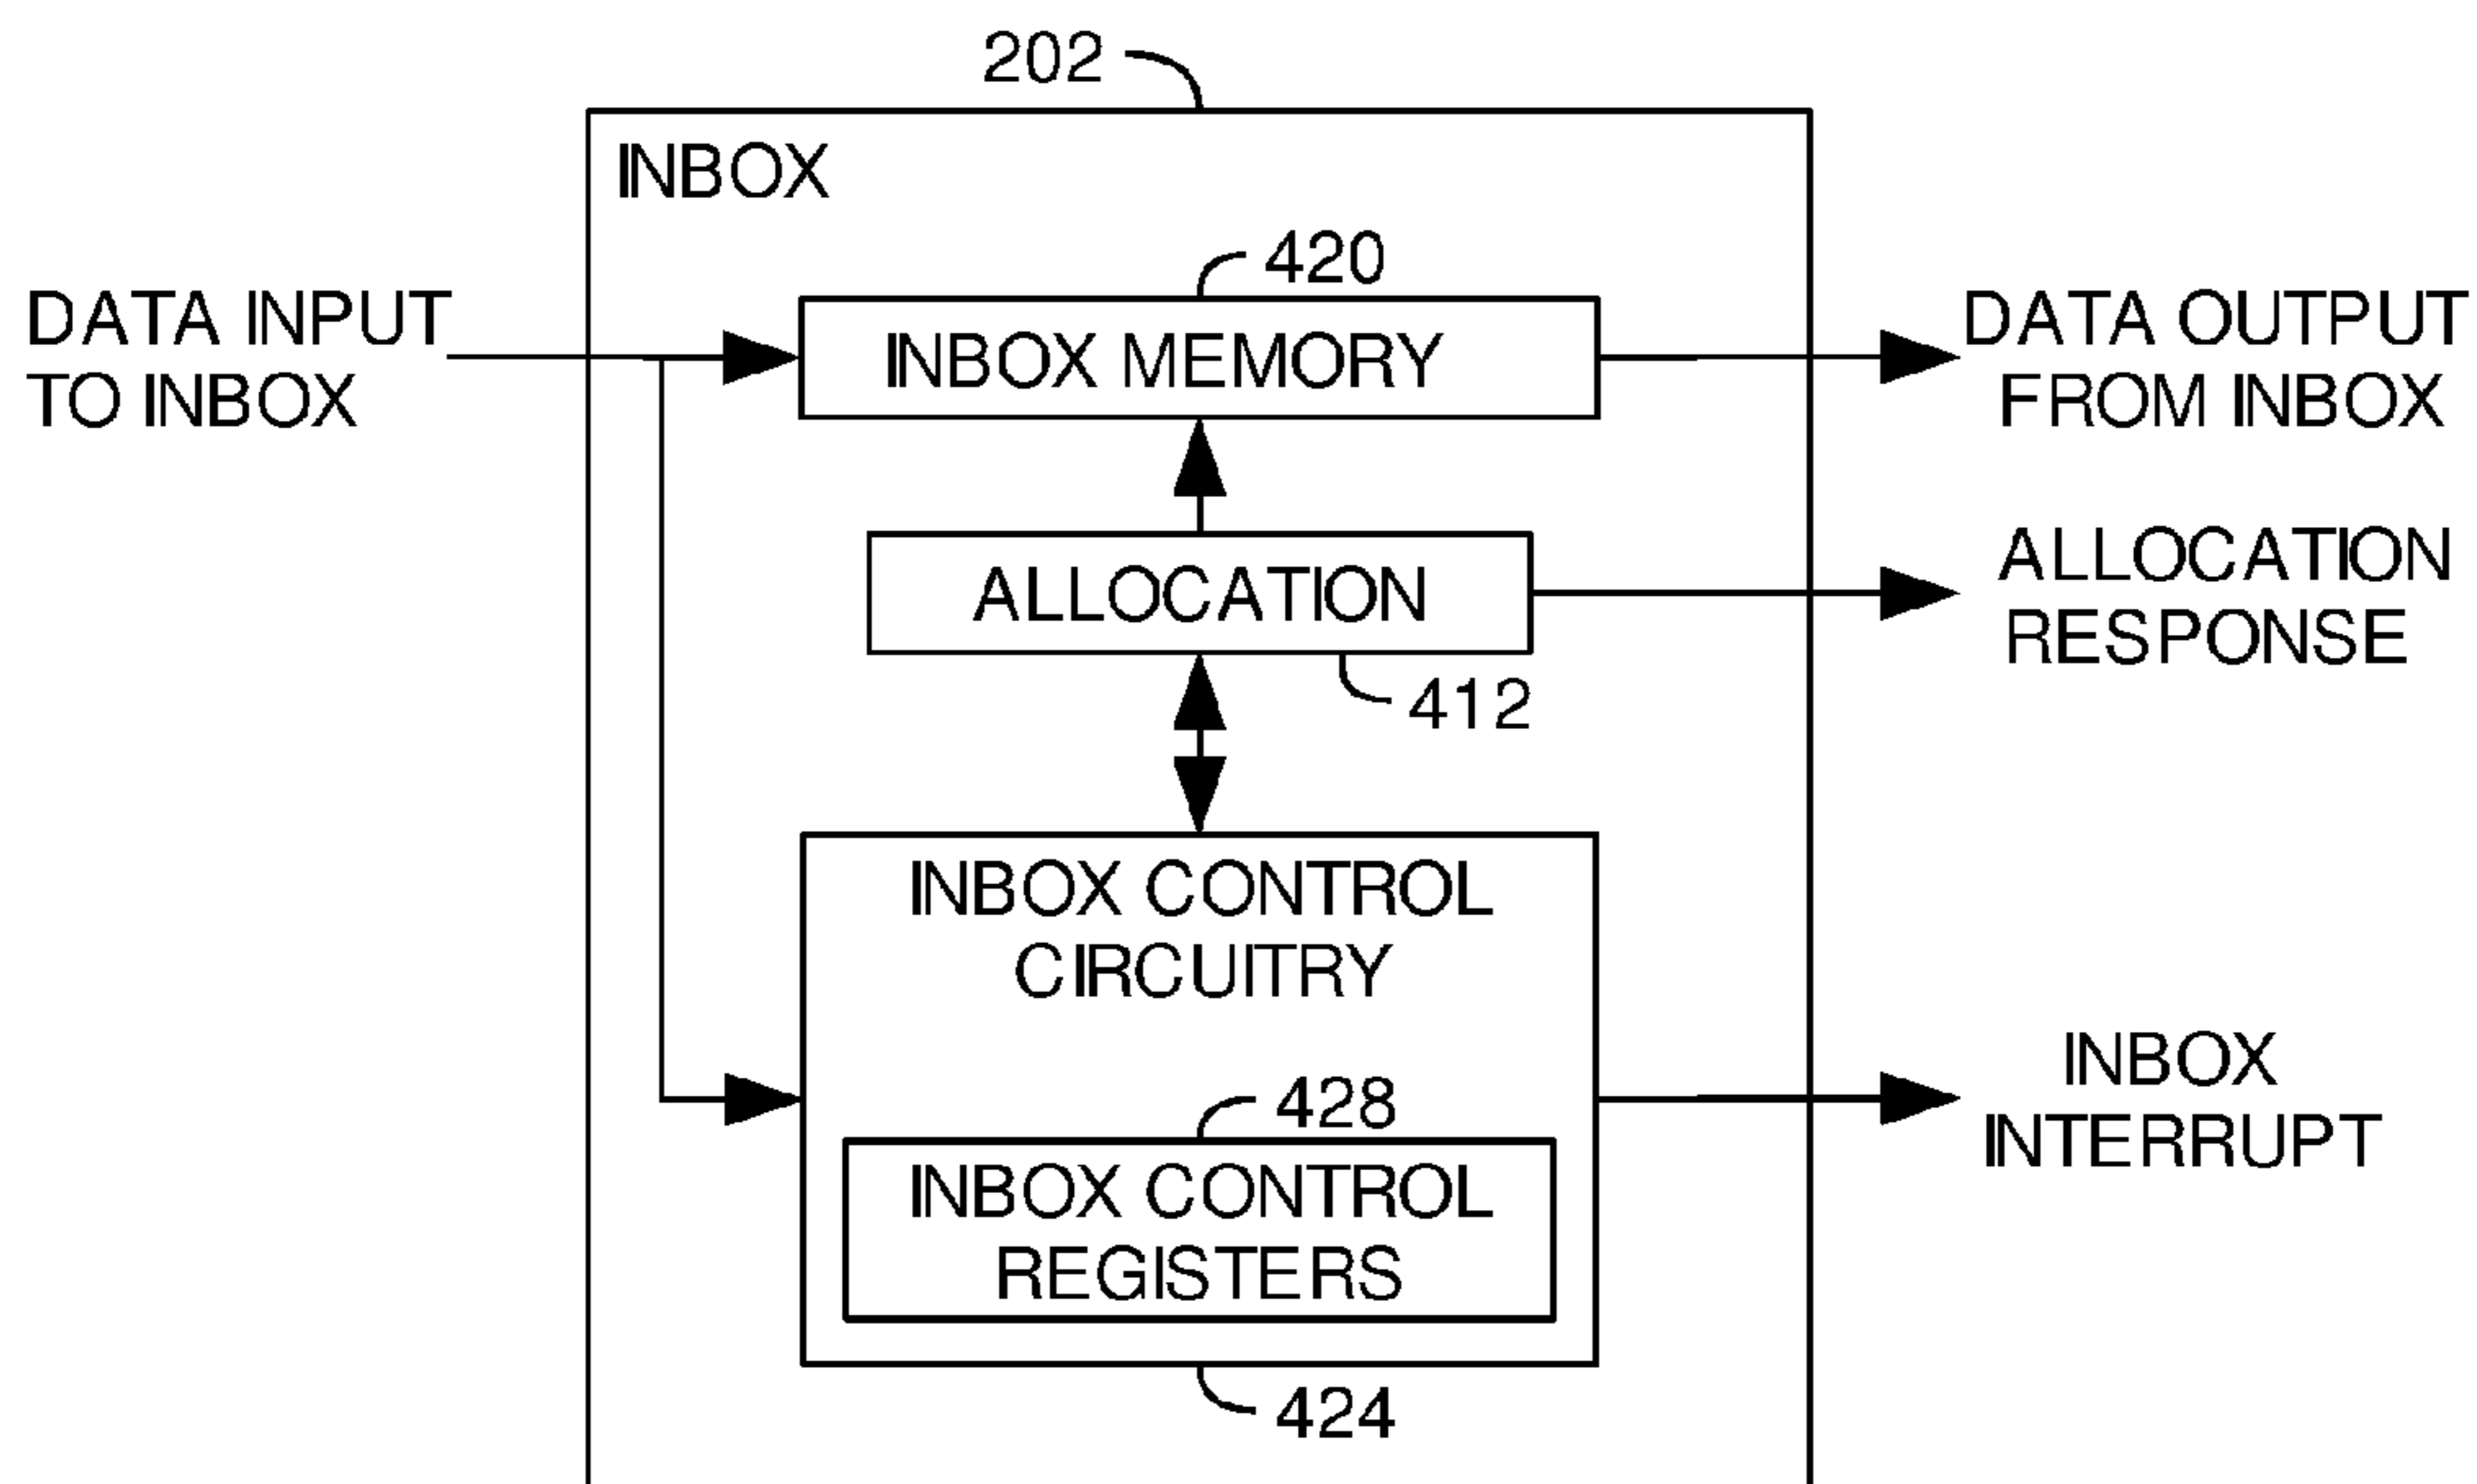 202
INBOX
420
DATA INPUT
TO INBOX
INBOX MEMORY
DATA OUTPUT
FROM INBOX
ALLOCATION
412
ALLOCATION
RESPONSE
INBOX CONTROL
CIRCUITRY
428
INBOX CONTROL
REGISTERS
424
INBOX
INTERRUPT